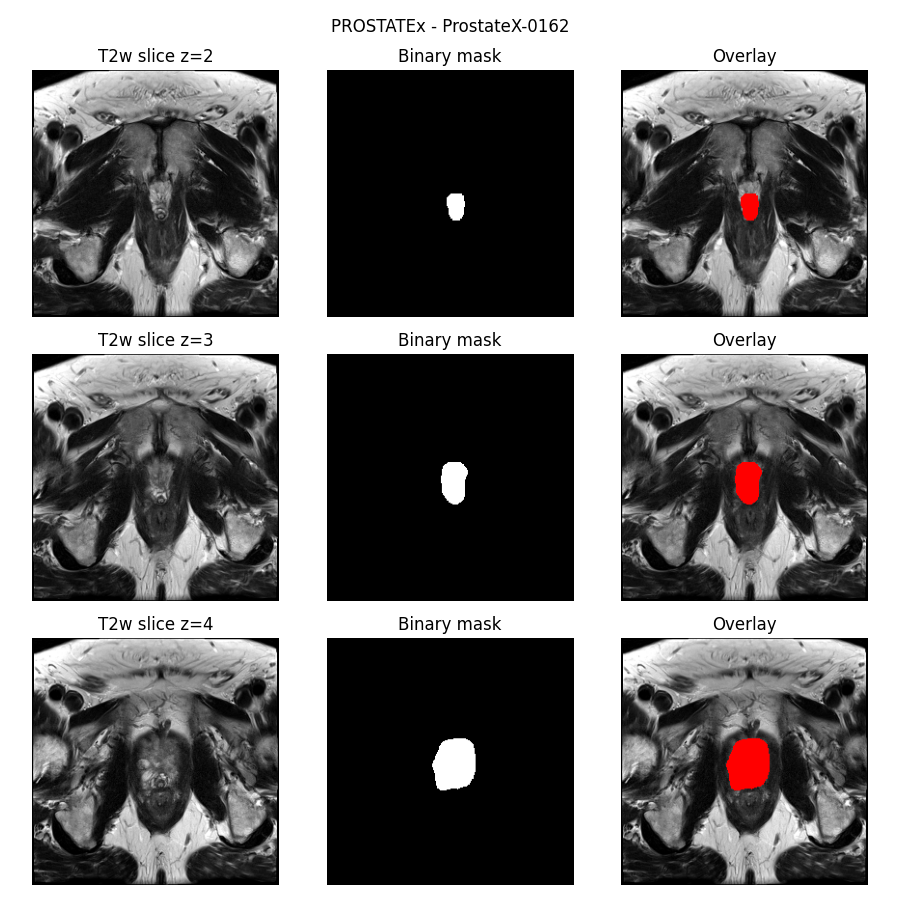 PROSTATEx - ProstateX-0162
T2w slice z=2 Binary mask Overlay
T2w slice z=3 Binary mask Overlay
T2w slice z=4 Binary mask Overlay